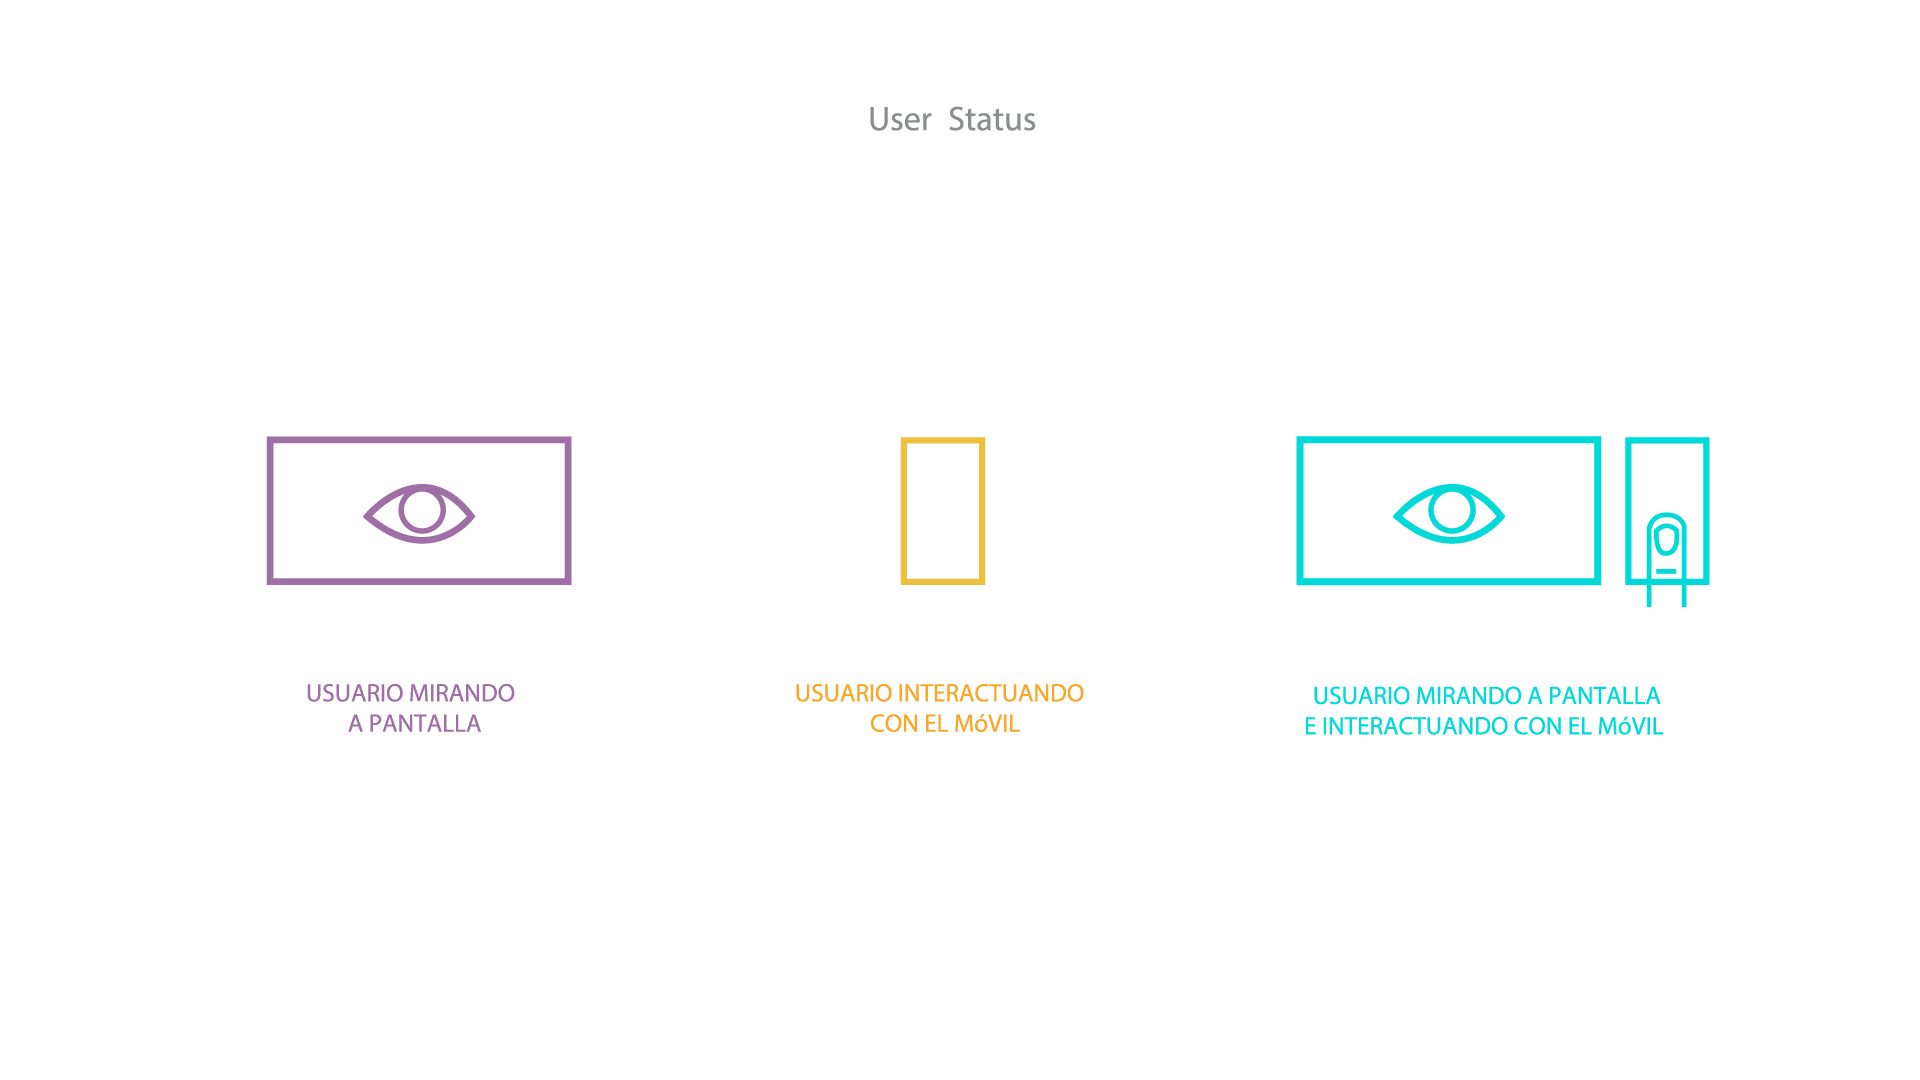 User Status
USUARIO MIRANDO
A PANTALLA
USUARIO INTERACTUANDO
CON EL MóVIL
USUARIO MIRANDO A PANTALLA
E INTERACTUANDO CON EL MóVIL